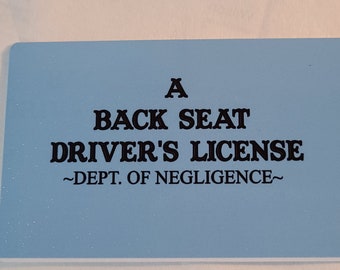 A
BACK SEAT
DRIVER'S LICENSE
~DEPT. OF NEGLIGENCE~